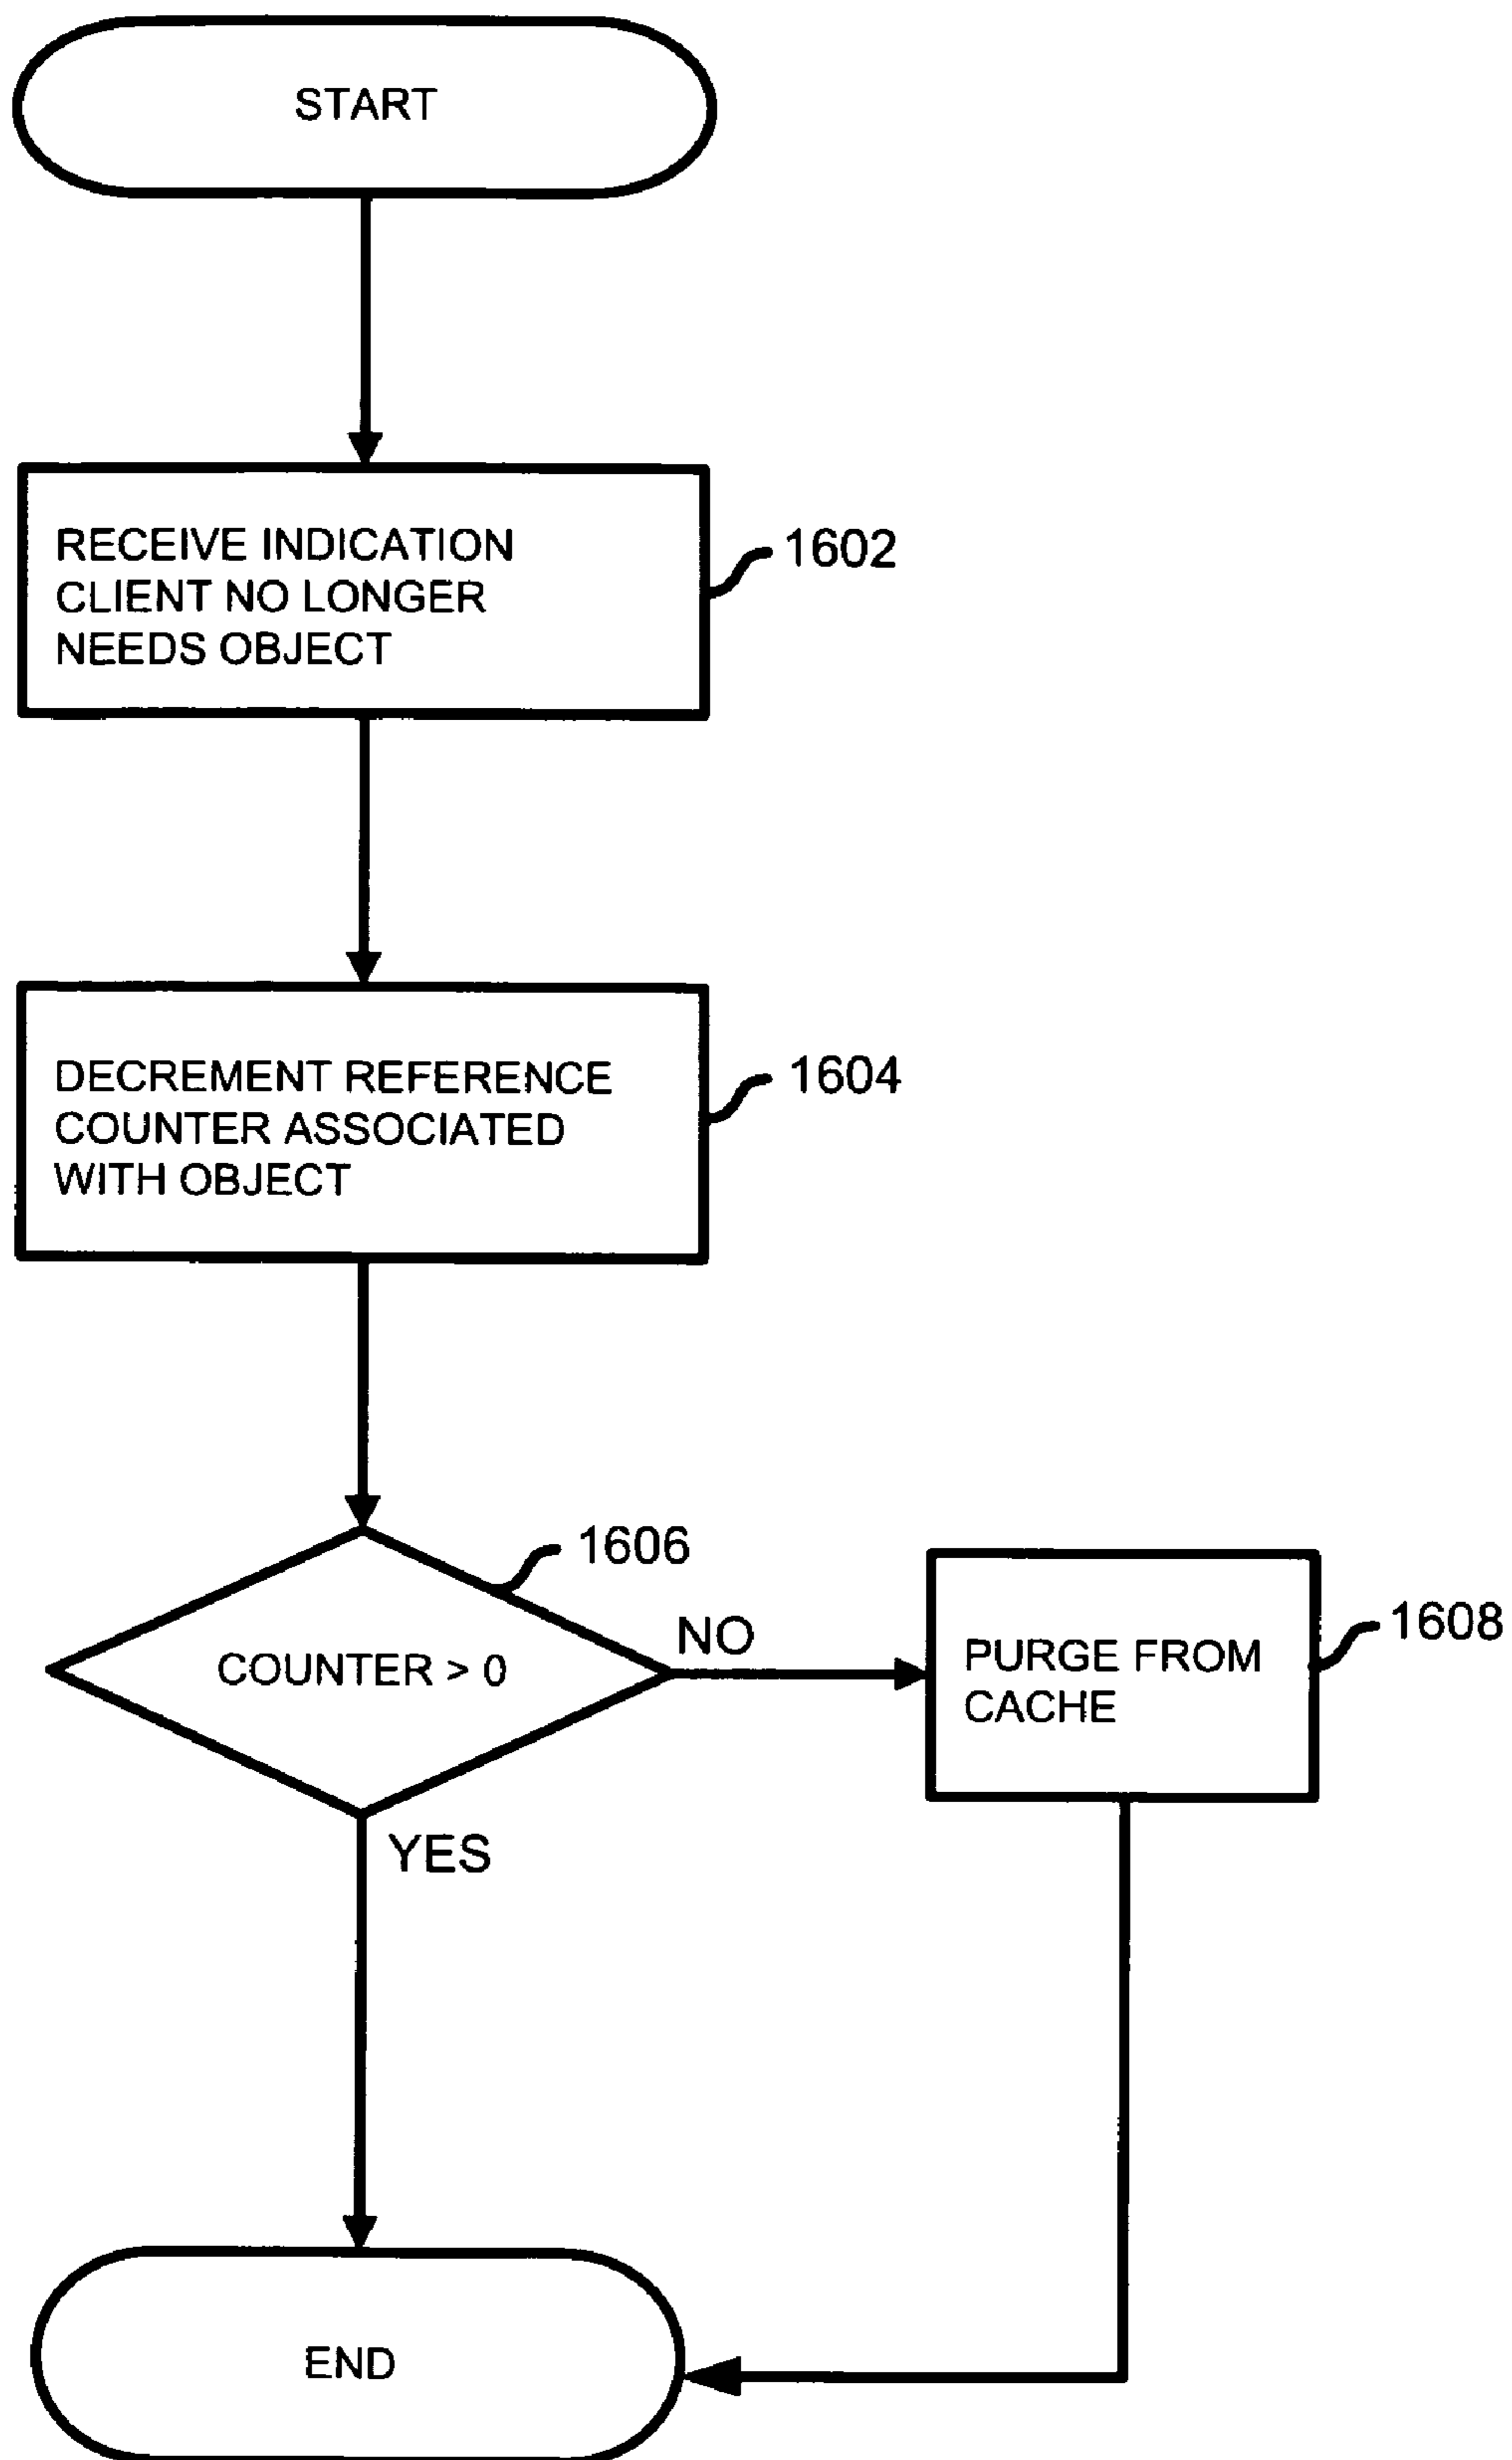 START
RECEIVE INDICATION
CLIENT NO LONGER
NEEDS OBJECT
1602
DECREMENT REFERENCE
COUNTER ASSOCIATED
WITH OBJECT
1604
1606
COUNTER > 0
NO
PURGE FROM
CACHE
1608
YES
END